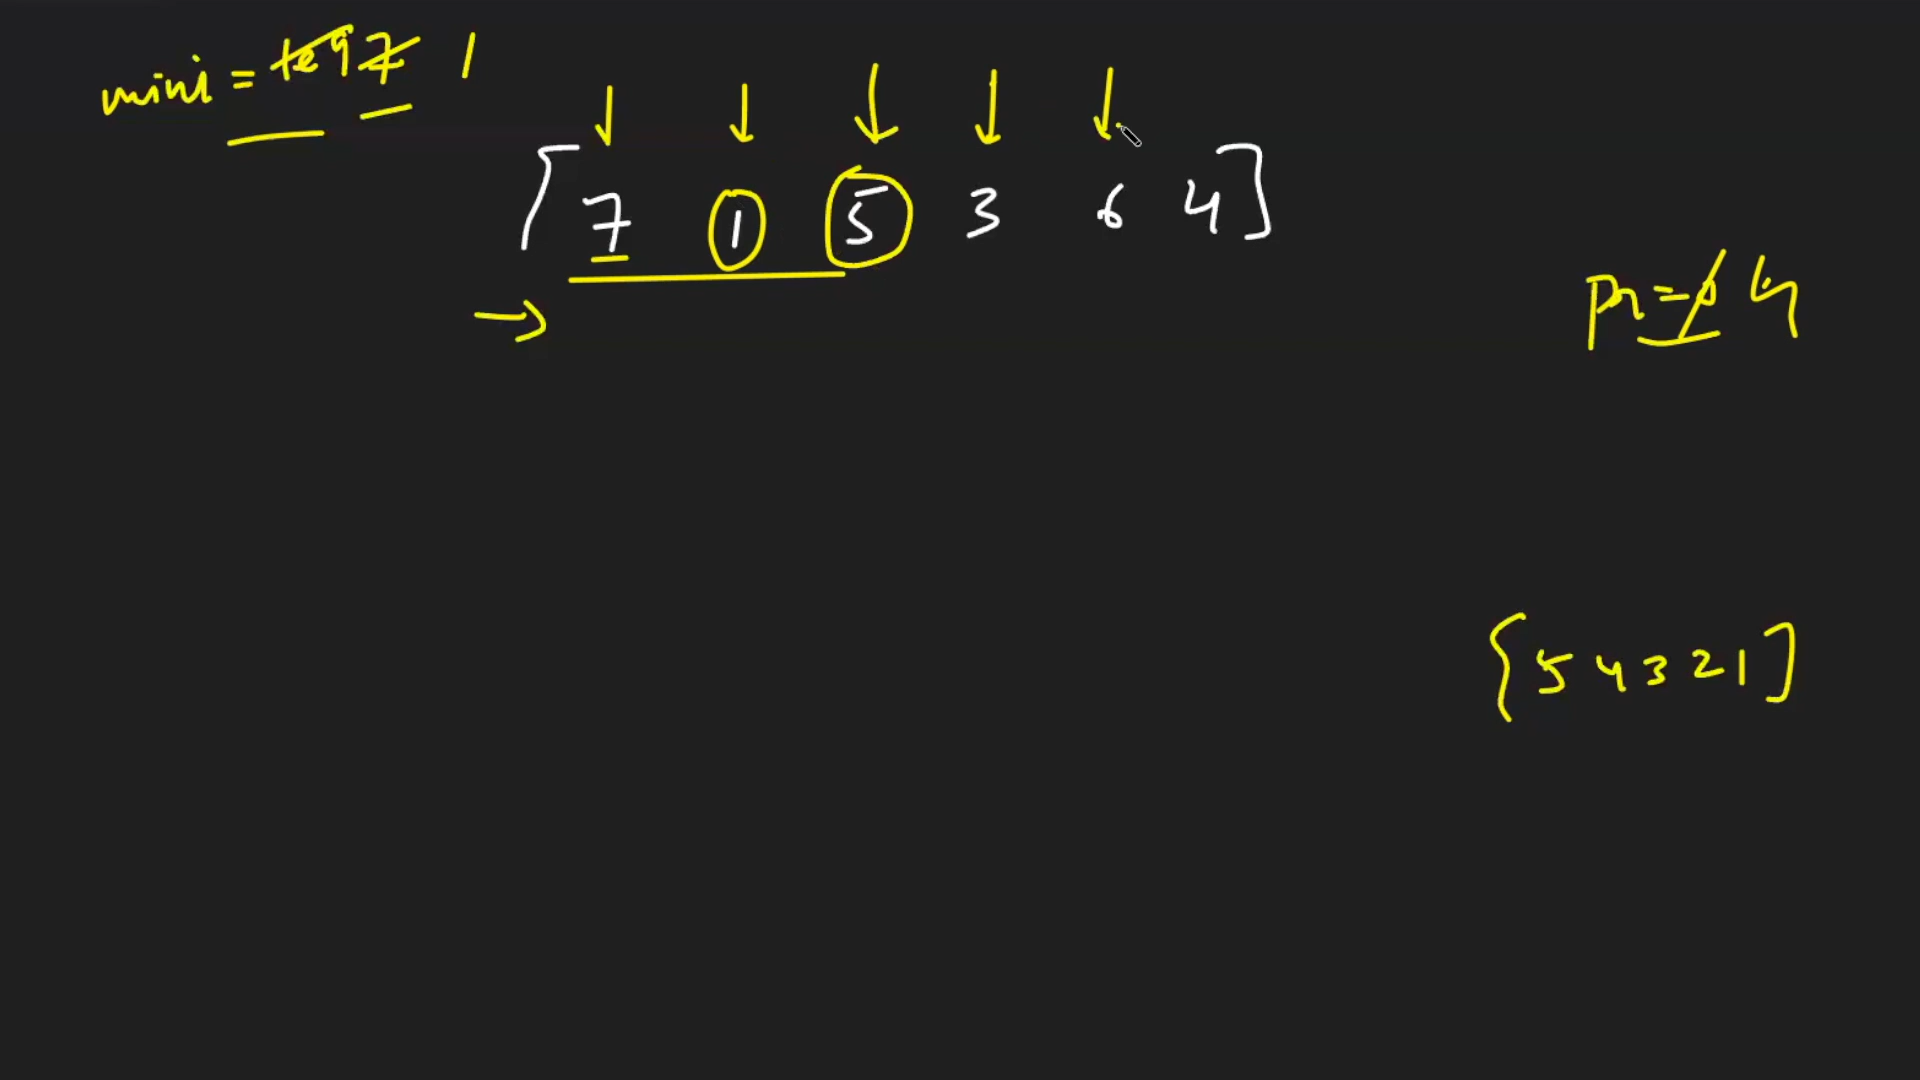 mini = 1e9 7 1
[ 7 1 5 3 6 4 ]
Pr = 0 4
[ 5 4 3 2 1 ]